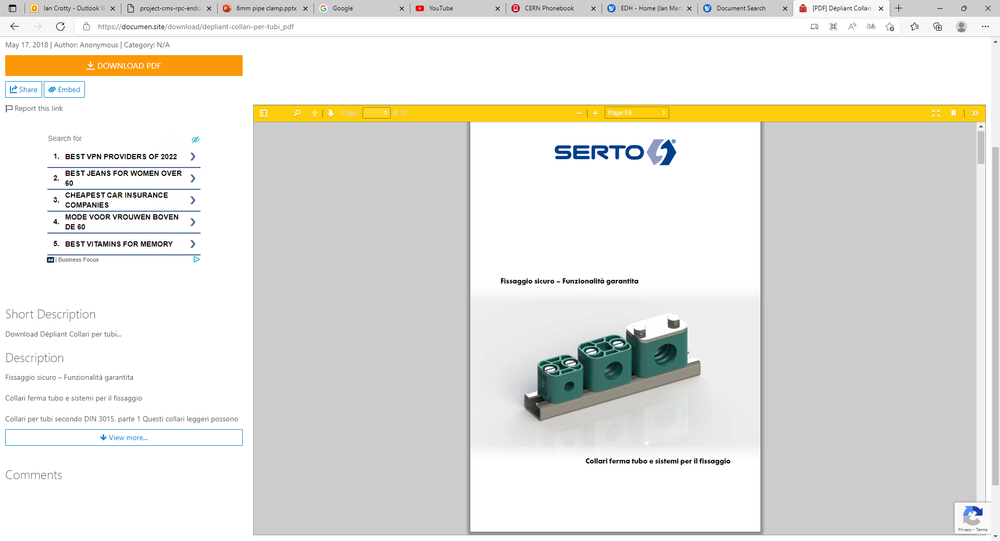 Ian Crotty - Outlook W
project-cms-rpc-endca
6mm pipe clamp.pptx
Google
YouTube
CERN Phonebook
EDH - Home (Ian Mart
Document Search
[PDF] Dépliant Collari
https://documen.site/download/depliant-collari-per-tubi_pdf
May 17, 2018 | Author: Anonymous | Category: N/A
DOWNLOAD PDF
Share
Embed
Report this link
Page: 1 of 12
Page Fit
Search for
1. BEST VPN PROVIDERS OF 2022
2. BEST JEANS FOR WOMEN OVER
60
3. CHEAPEST CAR INSURANCE
COMPANIES
4. MODE VOOR VROUWEN BOVEN
DE 60
5. BEST VITAMINS FOR MEMORY
Ad | Business Focus
Short Description
Download Dépliant Collari per tubi...
Description
Fissaggio sicuro – Funzionalità garantita
Collari ferma tubo e sistemi per il fissaggio
Collari per tubi secondo DIN 3015, parte 1 Questi collari leggeri possono
View more...
Comments
SERTO®
Fissaggio sicuro – Funzionalità garantita
Collari ferma tubo e sistemi per il fissaggio
Privacy - Terms